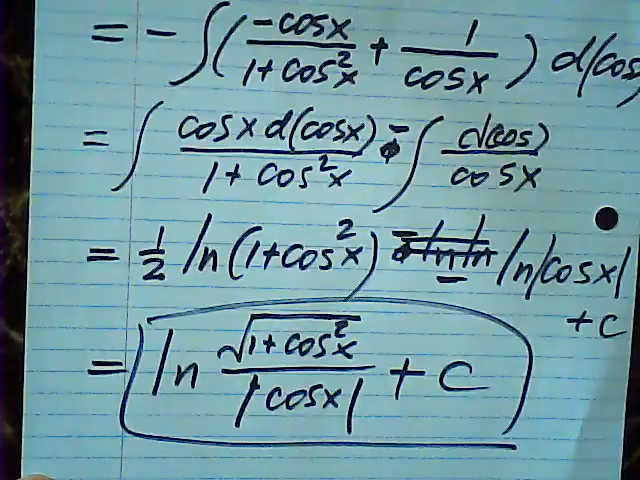 = - ∫ ( -cosx / 1+cos²x + 1 / cosx ) d(cos
= ∫ cosx d(cosx) / 1+cos²x - ∫ d(cos) / cosx
= 1/2 ln(1+cos²x) - ln|cosx|
+c
= ln √1+cos²x / |cosx| + c